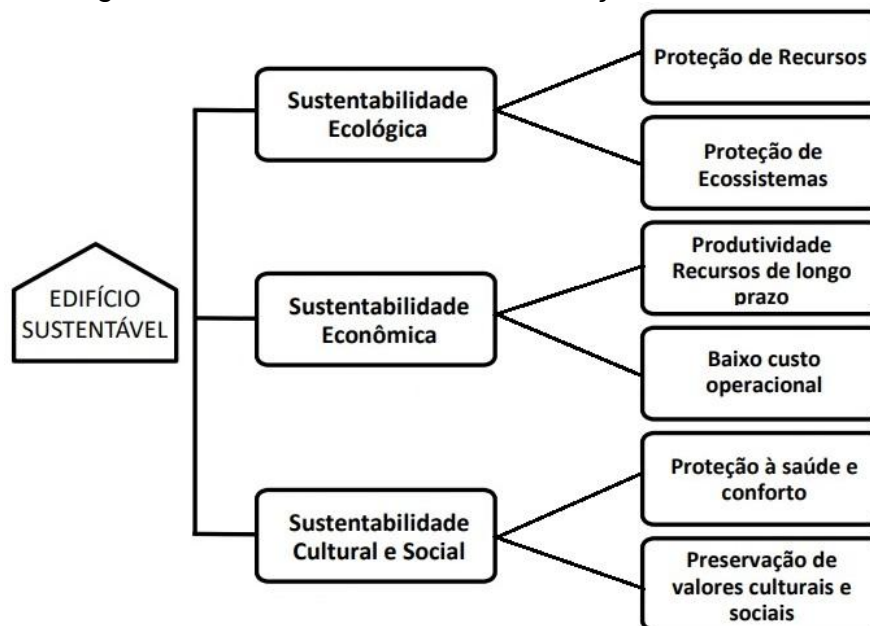 EDIFÍCIO
SUSTENTÁVEL
Sustentabilidade
Ecológica
Proteção de Recursos
Proteção de
Ecossistemas
Sustentabilidade
Econômica
Produtividade
Recursos de longo
prazo
Baixo custo
operacional
Sustentabilidade
Cultural e Social
Proteção à saúde e
conforto
Preservação de
valores culturais e
sociais